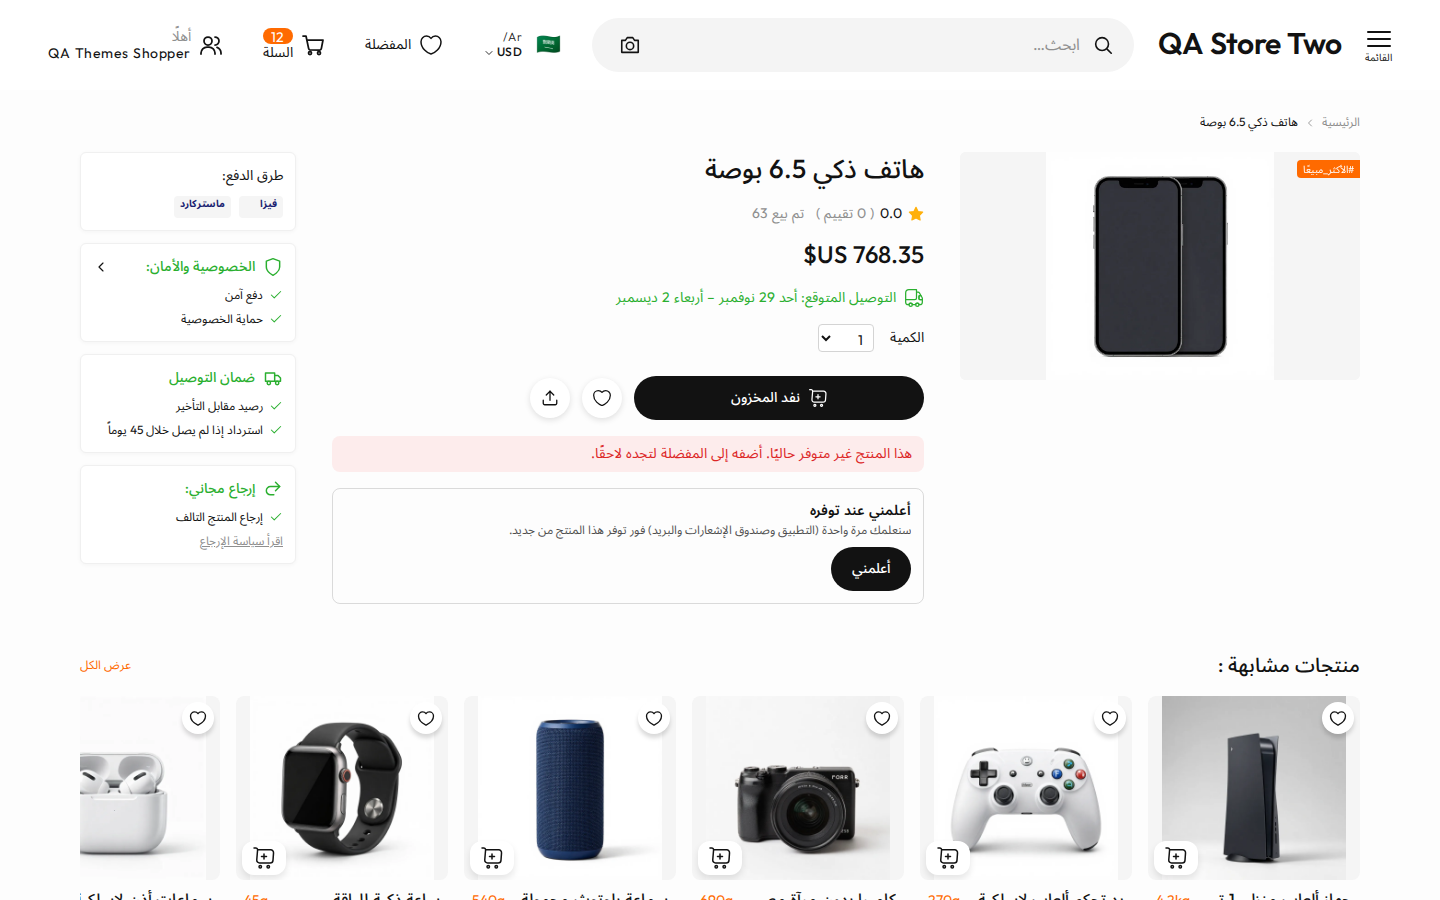 القائمة
QA Store Two
ابحث...
Ar/
USD
المفضلة
12
السلة
أهلًا
QA Themes Shopper
الرئيسية
هاتف ذكي 6.5 بوصة
#الأكثر_مبيعًا
هاتف ذكي 6.5 بوصة
0.0 ( 0 تقييم ) تم بيع 63
768.35 US$
التوصيل المتوقع: أحد 29 نوفمبر – أربعاء 2 ديسمبر
الكمية 1
نفد المخزون
هذا المنتج غير متوفر حاليًا. أضفه إلى المفضلة لتجده لاحقًا.
أعلمني عند توفره
سنعلمك مرة واحدة (التطبيق وصندوق الإشعارات والبريد) فور توفر هذا المنتج من جديد.
أعلمني
طرق الدفع:
فيزا ماستركارد
الخصوصية والأمان:
دفع آمن
حماية الخصوصية
ضمان التوصيل
رصيد مقابل التأخير
استرداد إذا لم يصل خلال 45 يوماً
إرجاع مجاني:
إرجاع المنتج التالف
اقرأ سياسة الإرجاع
منتجات مشابهة :
عرض الكل